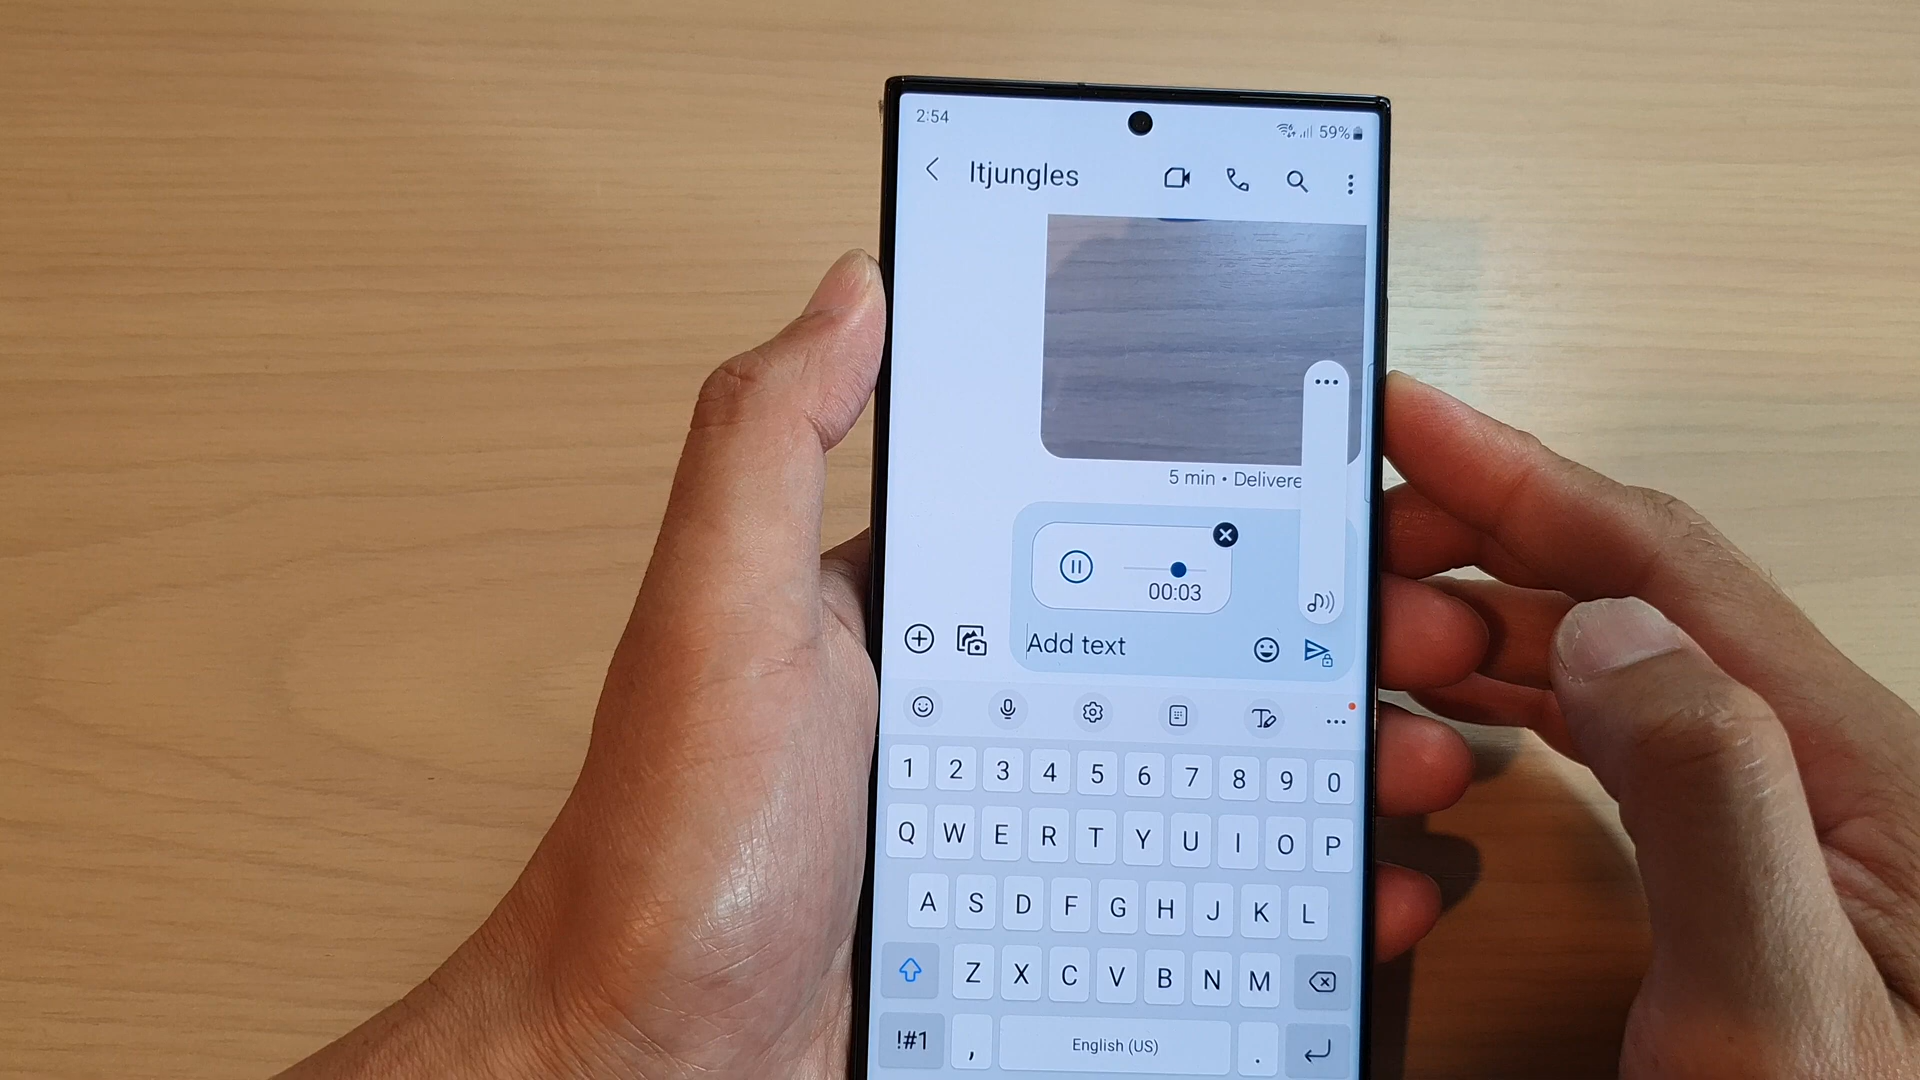 2:54 59%
Itjungles
5 min • Delivere
00:03
Add text
1 2 3 4 5 6 7 8 9 0
Q W E R T Y U I O P
A S D F G H J K L
Z X C V B N M
!#1 , English (US) .